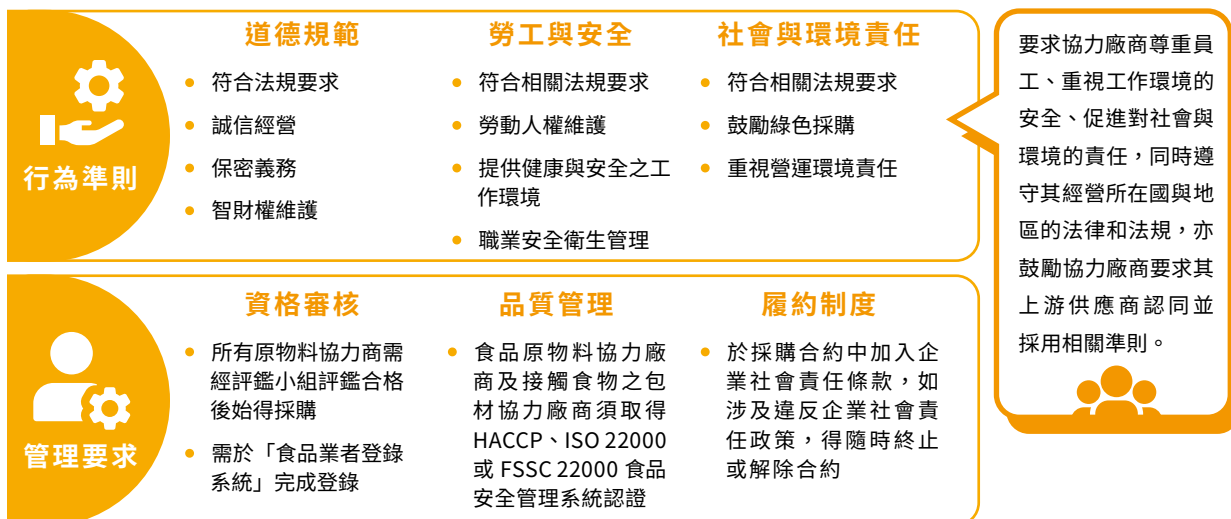 行為準則
道德規範
符合法規要求
誠信經營
保密義務
智財權維護
勞工與安全
符合相關法規要求
勞動人權維護
提供健康與安全之工
作環境
職業安全衛生管理
社會與環境責任
符合相關法規要求
鼓勵綠色採購
重視營運環境責任
要求協力廠商尊重員
工、重視工作環境的
安全、促進對社會與
環境的責任，同時遵
守其經營所在國與地
區的法律和法規，亦
鼓勵協力廠商要求其
上游供應商認同並
採用相關準則。
管理要求
資格審核
所有原物料協力商需
經評鑑小組評鑑合格
後始得採購
需於「食品業者登錄
系統」完成登錄
品質管理
食品原物料協力廠
商及接觸食物之包
材協力廠商須取得
HACCP、ISO 22000
或 FSSC 22000 食品
安全管理系統認證
履約制度
於採購合約中加入企
業社會責任條款，如
涉及違反企業社會責
任政策，得隨時終止
或解除合約